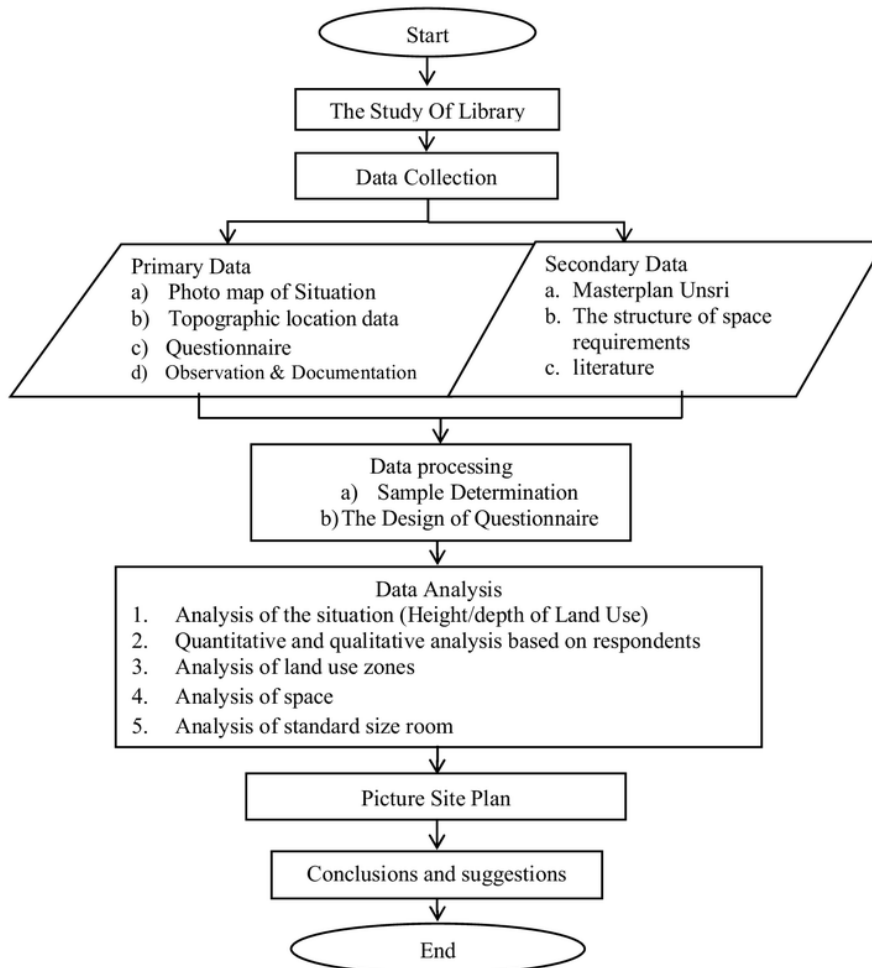 Start
The Study Of Library
Data Collection
Primary Data
a) Photo map of Situation
b) Topographic location data
c) Questionnaire
d) Observation & Documentation
Secondary Data
a. Masterplan Unsri
b. The structure of space
requirements
c. literature
Data processing
a) Sample Determination
b) The Design of Questionnaire
Data Analysis
1. Analysis of the situation (Height/depth of Land Use)
2. Quantitative and qualitative analysis based on respondents
3. Analysis of land use zones
4. Analysis of space
5. Analysis of standard size room
Picture Site Plan
Conclusions and suggestions
End